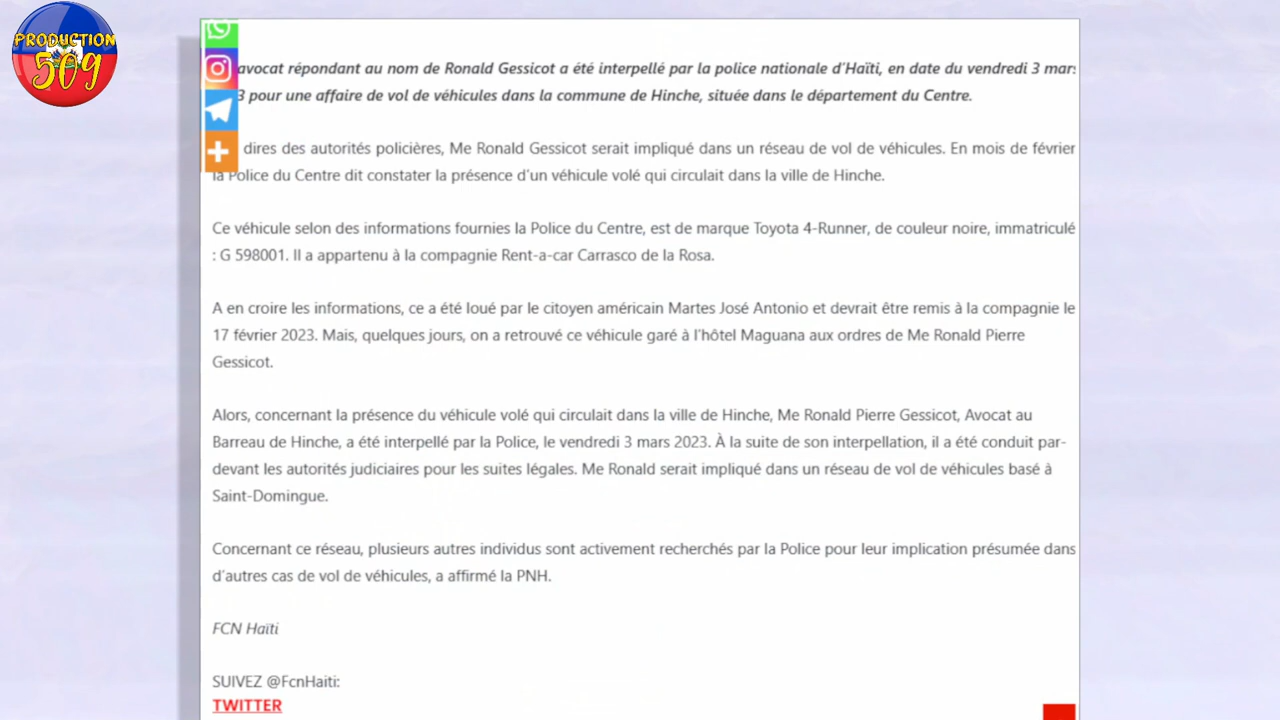 PRODUCTION
509
avocat répondant au nom de Ronald Gessicot a été interpellé par la police nationale d'Haïti, en date du vendredi 3 mars
3 pour une affaire de vol de véhicules dans la commune de Hinche, située dans le département du Centre.
dires des autorités policières, Me Ronald Gessicot serait impliqué dans un réseau de vol de véhicules. En mois de février
la Police du Centre dit constater la présence d'un véhicule volé qui circulait dans la ville de Hinche.
Ce véhicule selon des informations fournies la Police du Centre, est de marque Toyota 4-Runner, de couleur noire, immatriculé
: G 598001. Il a appartenu à la compagnie Rent-a-car Carrasco de la Rosa.
A en croire les informations, ce a été loué par le citoyen américain Martes José Antonio et devrait être remis à la compagnie le
17 février 2023. Mais, quelques jours, on a retrouvé ce véhicule garé à l'hôtel Maguana aux ordres de Me Ronald Pierre
Gessicot.
Alors, concernant la présence du véhicule volé qui circulait dans la ville de Hinche, Me Ronald Pierre Gessicot, Avocat au
Barreau de Hinche, a été interpellé par la Police, le vendredi 3 mars 2023. À la suite de son interpellation, il a été conduit par-
devant les autorités judiciaires pour les suites légales. Me Ronald serait impliqué dans un réseau de vol de véhicules basé à
Saint-Domingue.
Concernant ce réseau, plusieurs autres individus sont activement recherchés par la Police pour leur implication présumée dans
d'autres cas de vol de véhicules, a affirmé la PNH.
FCN Haïti
SUIVEZ @FcnHaiti:
TWITTER